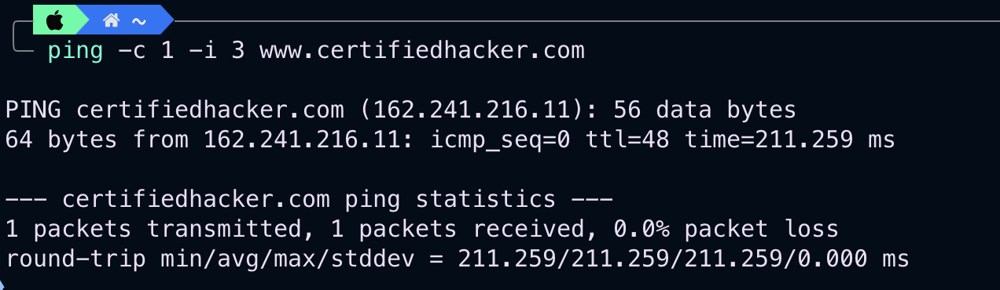 ~
ping -c 1 -i 3 www.certifiedhacker.com
PING certifiedhacker.com (162.241.216.11): 56 data bytes
64 bytes from 162.241.216.11: icmp_seq=0 ttl=48 time=211.259 ms
--- certifiedhacker.com ping statistics ---
1 packets transmitted, 1 packets received, 0.0% packet loss
round-trip min/avg/max/stddev = 211.259/211.259/211.259/0.000 ms